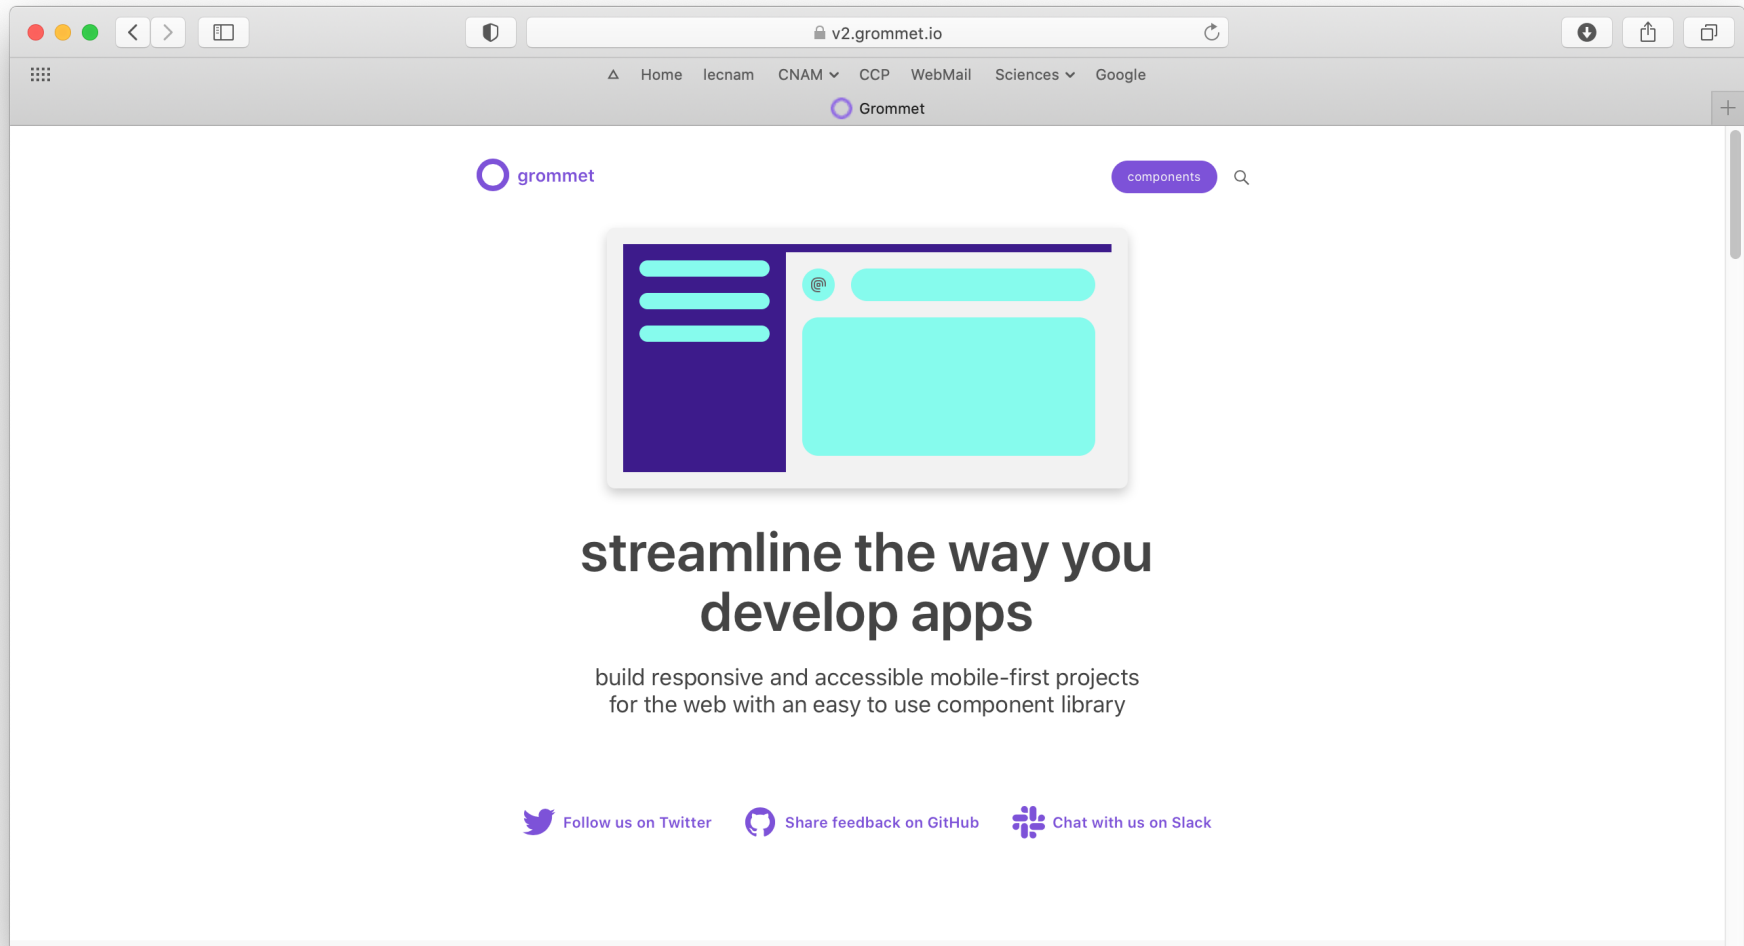 v2.grommet.io
Home lecnam CNAM CCP WebMail Sciences Google
Grommet
grommet
components
streamline the way you
develop apps
build responsive and accessible mobile-first projects
for the web with an easy to use component library
Follow us on Twitter Share feedback on GitHub Chat with us on Slack